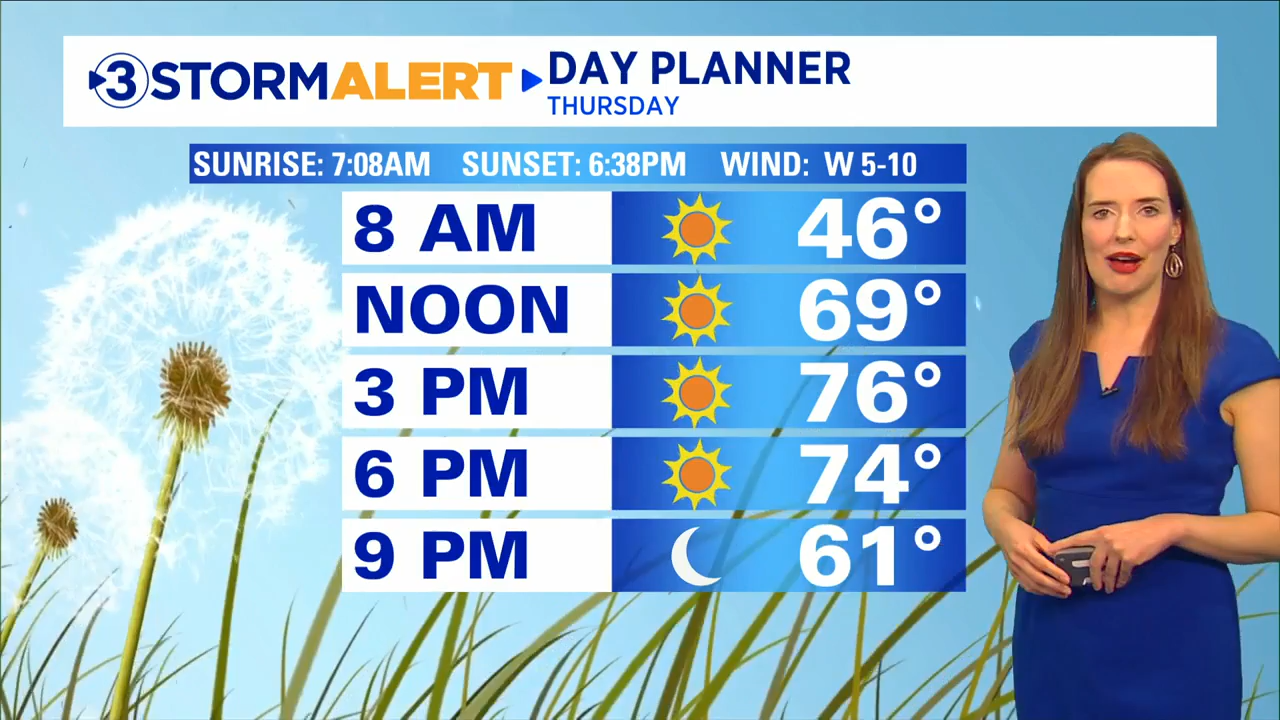 3 STORMALERT DAY PLANNER
THURSDAY
SUNRISE: 7:08AM SUNSET: 6:38PM WIND: W 5-10
8 AM 46°
NOON 69°
3 PM 76°
6 PM 74°
9 PM 61°